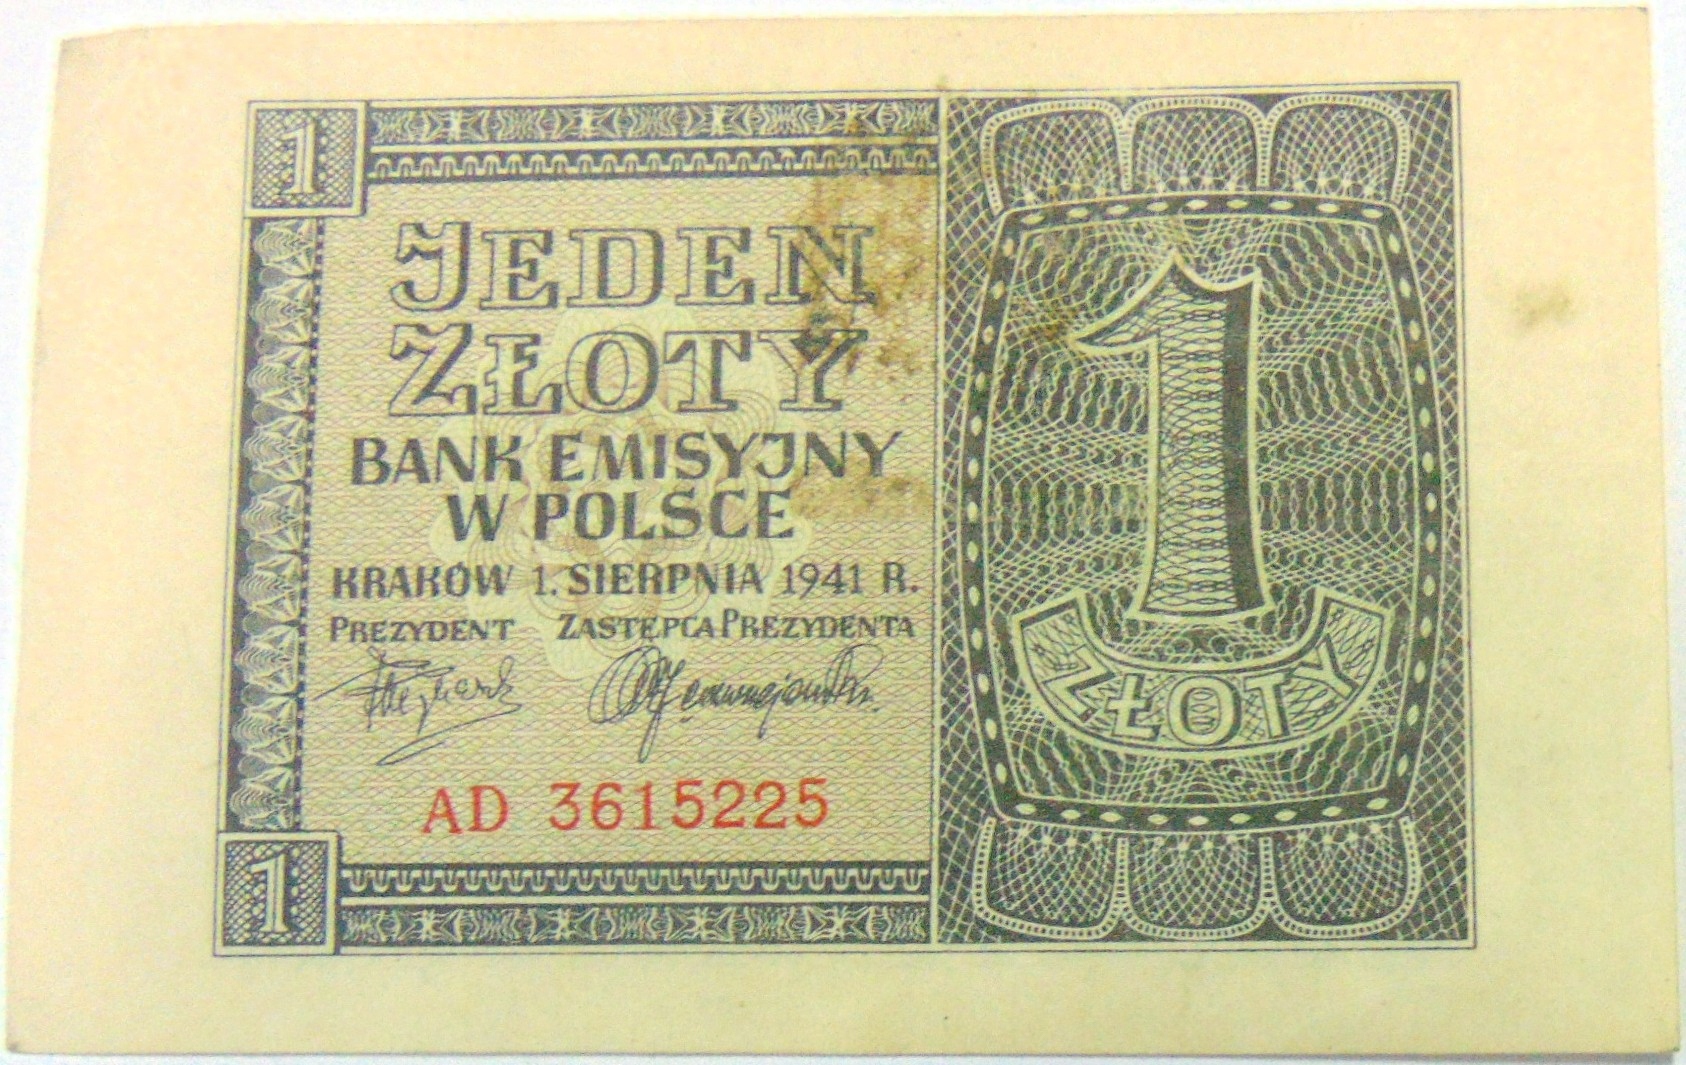 1
JEDEN
ZŁOTY
BANK EMISYJNY
W POLSCE
KRAKÓW 1. SIERPNIA 1941 R.
PREZYDENT ZASTĘPCA PREZYDENTA
AD 3615225
1
1
ZŁOTY